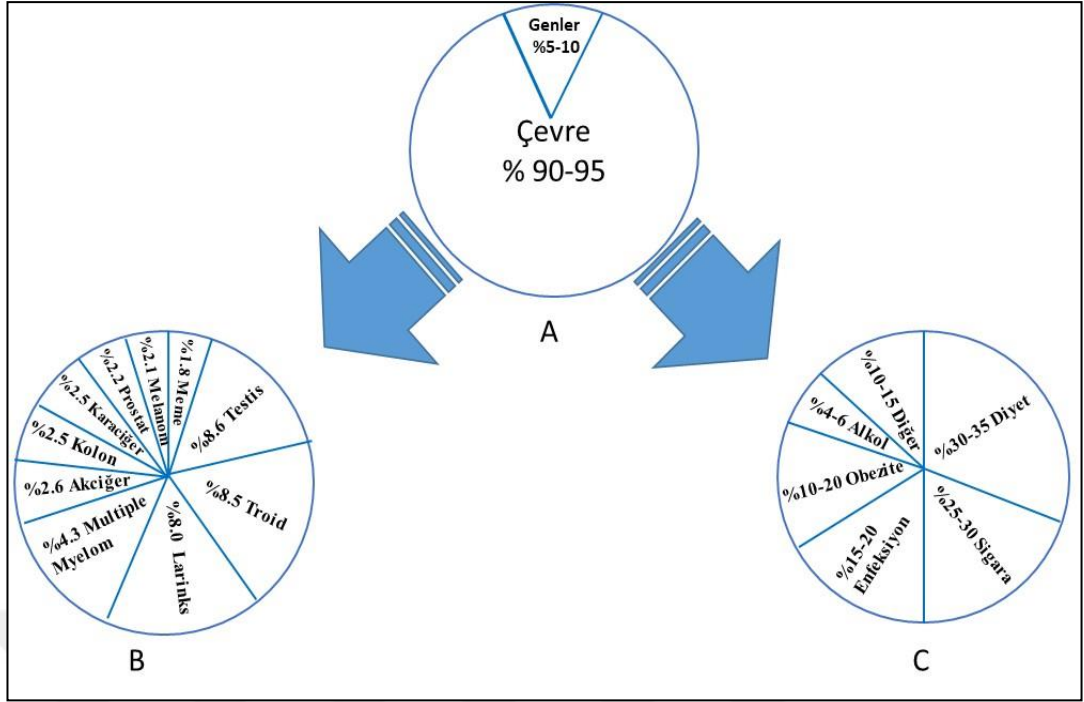 Genler
%5-10
Çevre
% 90-95
A
%1.8 Meme
%8.6 Testis
%8.5 Troid
%8.0 Larinks
%4.3 Multiple
Myelom
%2.6 Akciğer
%2.5 Kolon
%2.5 Karaciğer
%2.2 Prostat
%2.1 Melanom
B
%30-35 Diyet
%25-30 Sigara
%15-20
Enfeksiyon
%10-20 Obezite
%4-6 Alkol
%10-15 Diğer
C